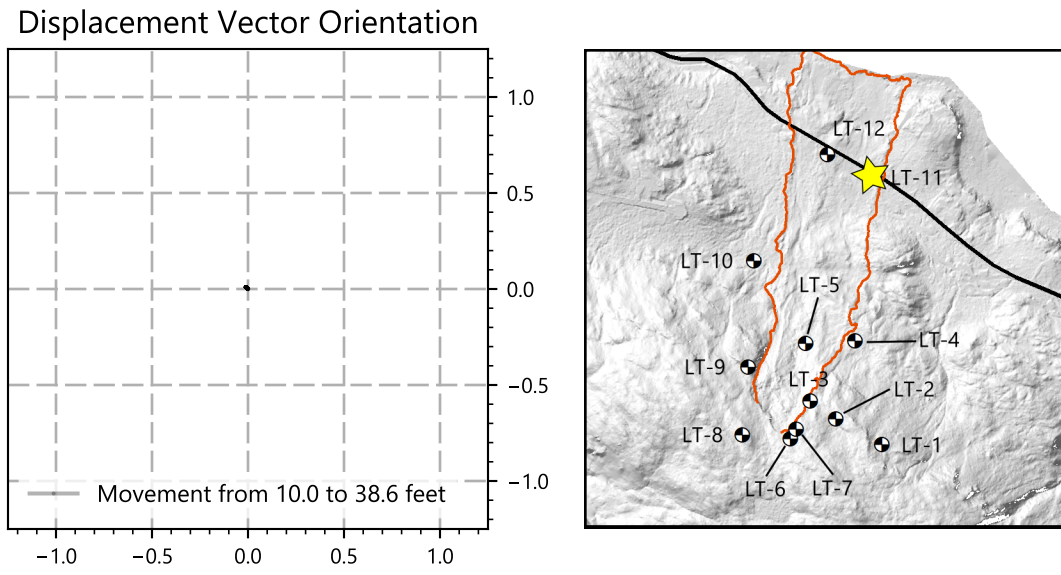 Displacement Vector Orientation
1.0
0.5
0.0
−0.5
−1.0
Movement from 10.0 to 38.6 feet
−1.0 −0.5 0.0 0.5 1.0
LT-12
LT-11
LT-10
LT-5
LT-4
LT-9
LT-3
LT-2
LT-8
LT-1
LT-6
LT-7